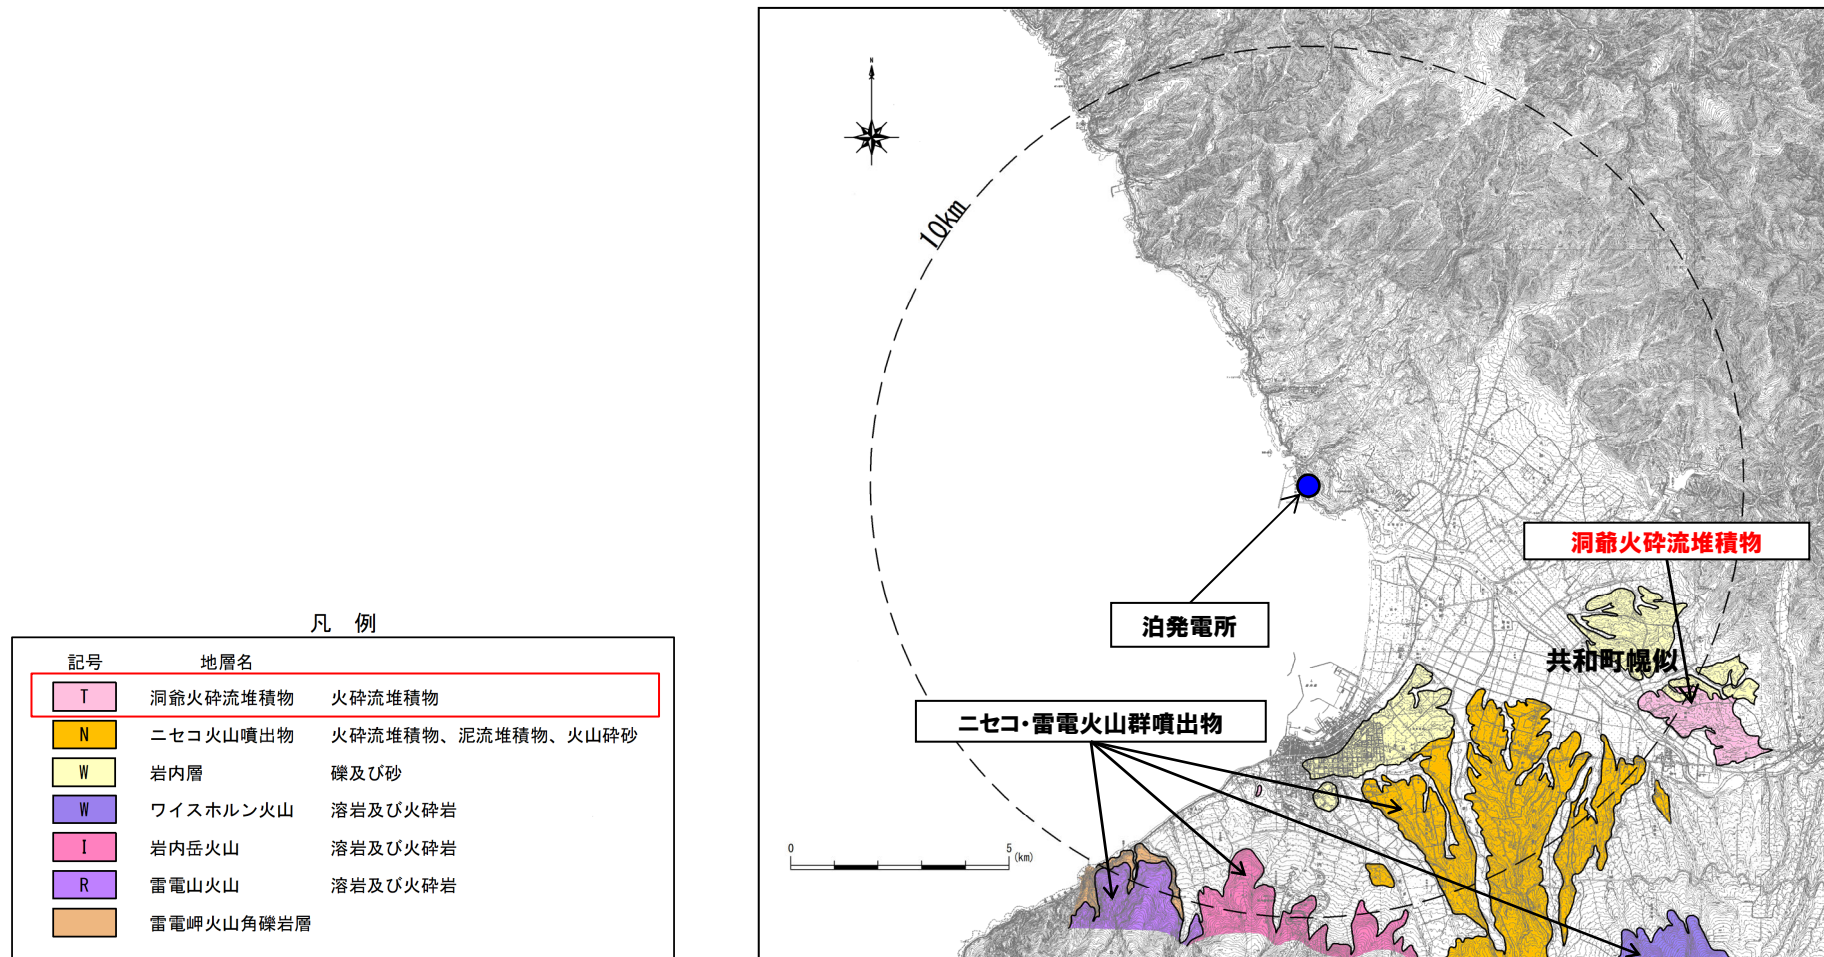 凡 例
記号 地層名
T 洞爺火砕流堆積物 火砕流堆積物
N ニセコ火山噴出物 火砕流堆積物、泥流堆積物、火山砕砂
W 岩内層 礫及び砂
W ワイスホルン火山 溶岩及び火砕岩
I 岩内岳火山 溶岩及び火砕岩
R 雷電山火山 溶岩及び火砕岩
雷電岬火山角礫岩層
N
10km
洞爺火砕流堆積物
泊発電所
共和町幌似
ニセコ・雷電火山群噴出物
0 5 (km)